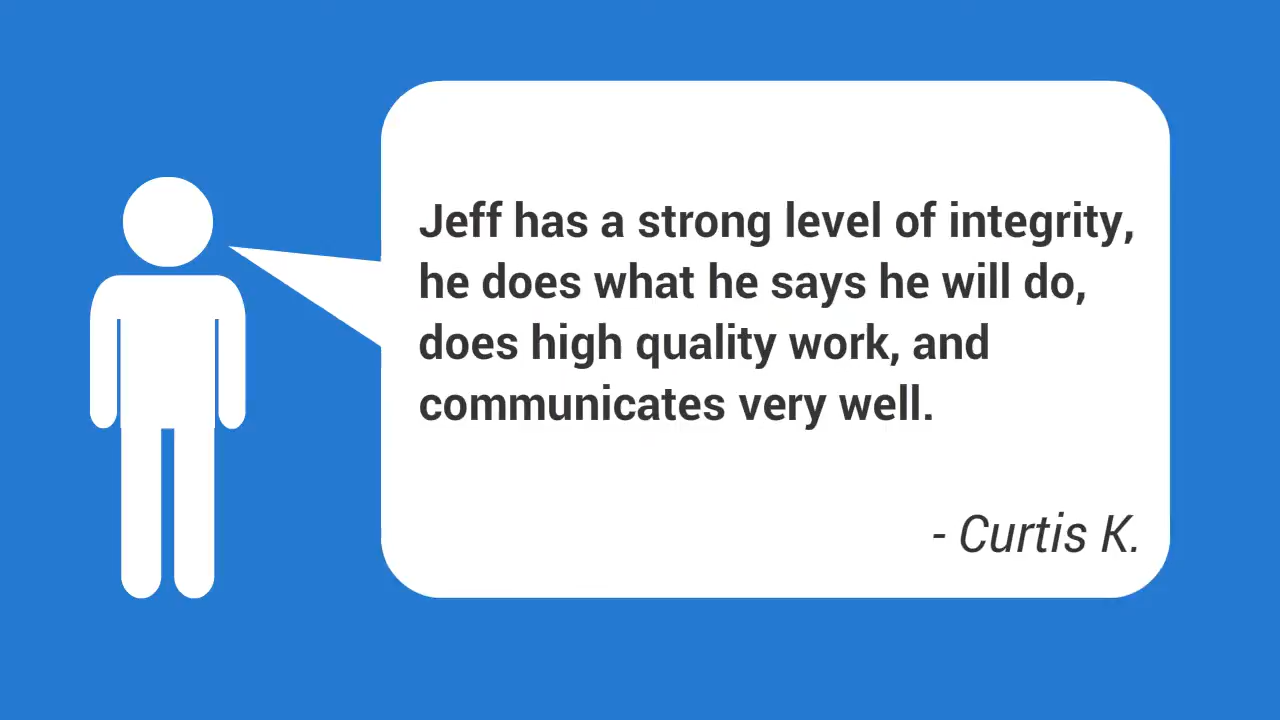 Jeff has a strong level of integrity,
he does what he says he will do,
does high quality work, and
communicates very well.
- Curtis K.